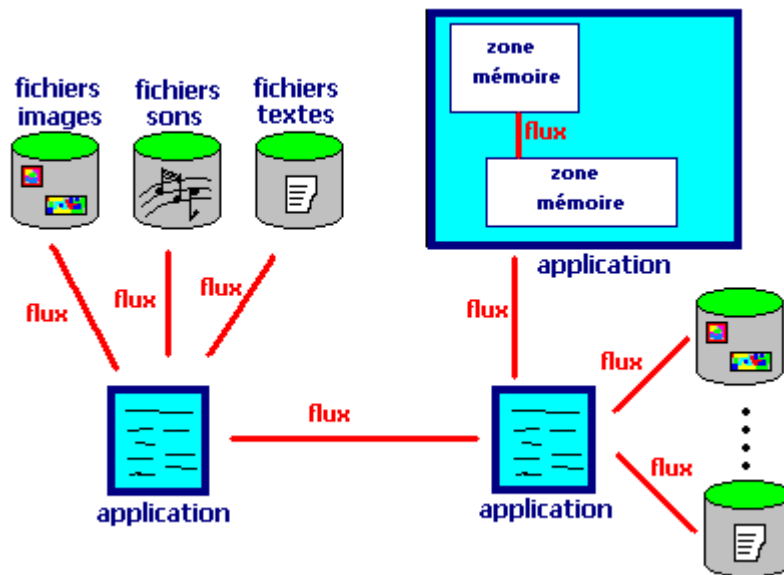 zone
mémoire
flux
zone
mémoire
application
fichiers
images
fichiers
sons
fichiers
textes
flux
flux
flux
flux
flux
flux
flux
application
application